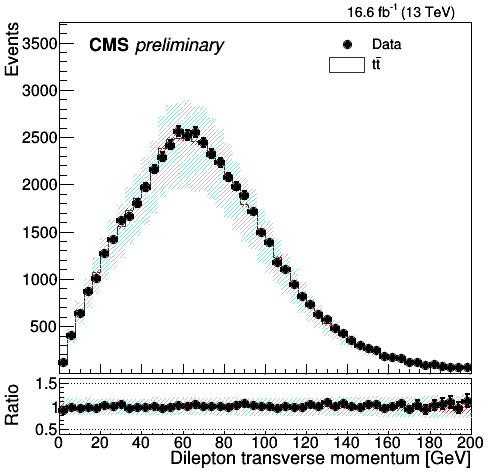 16.6 fb⁻¹ (13 TeV)
Events
CMS preliminary
Data
tt̄
3500
3000
2500
2000
1500
1000
500
Ratio
1.5
1
0.5
0 20 40 60 80 100 120 140 160 180 200
Dilepton transverse momentum [GeV]